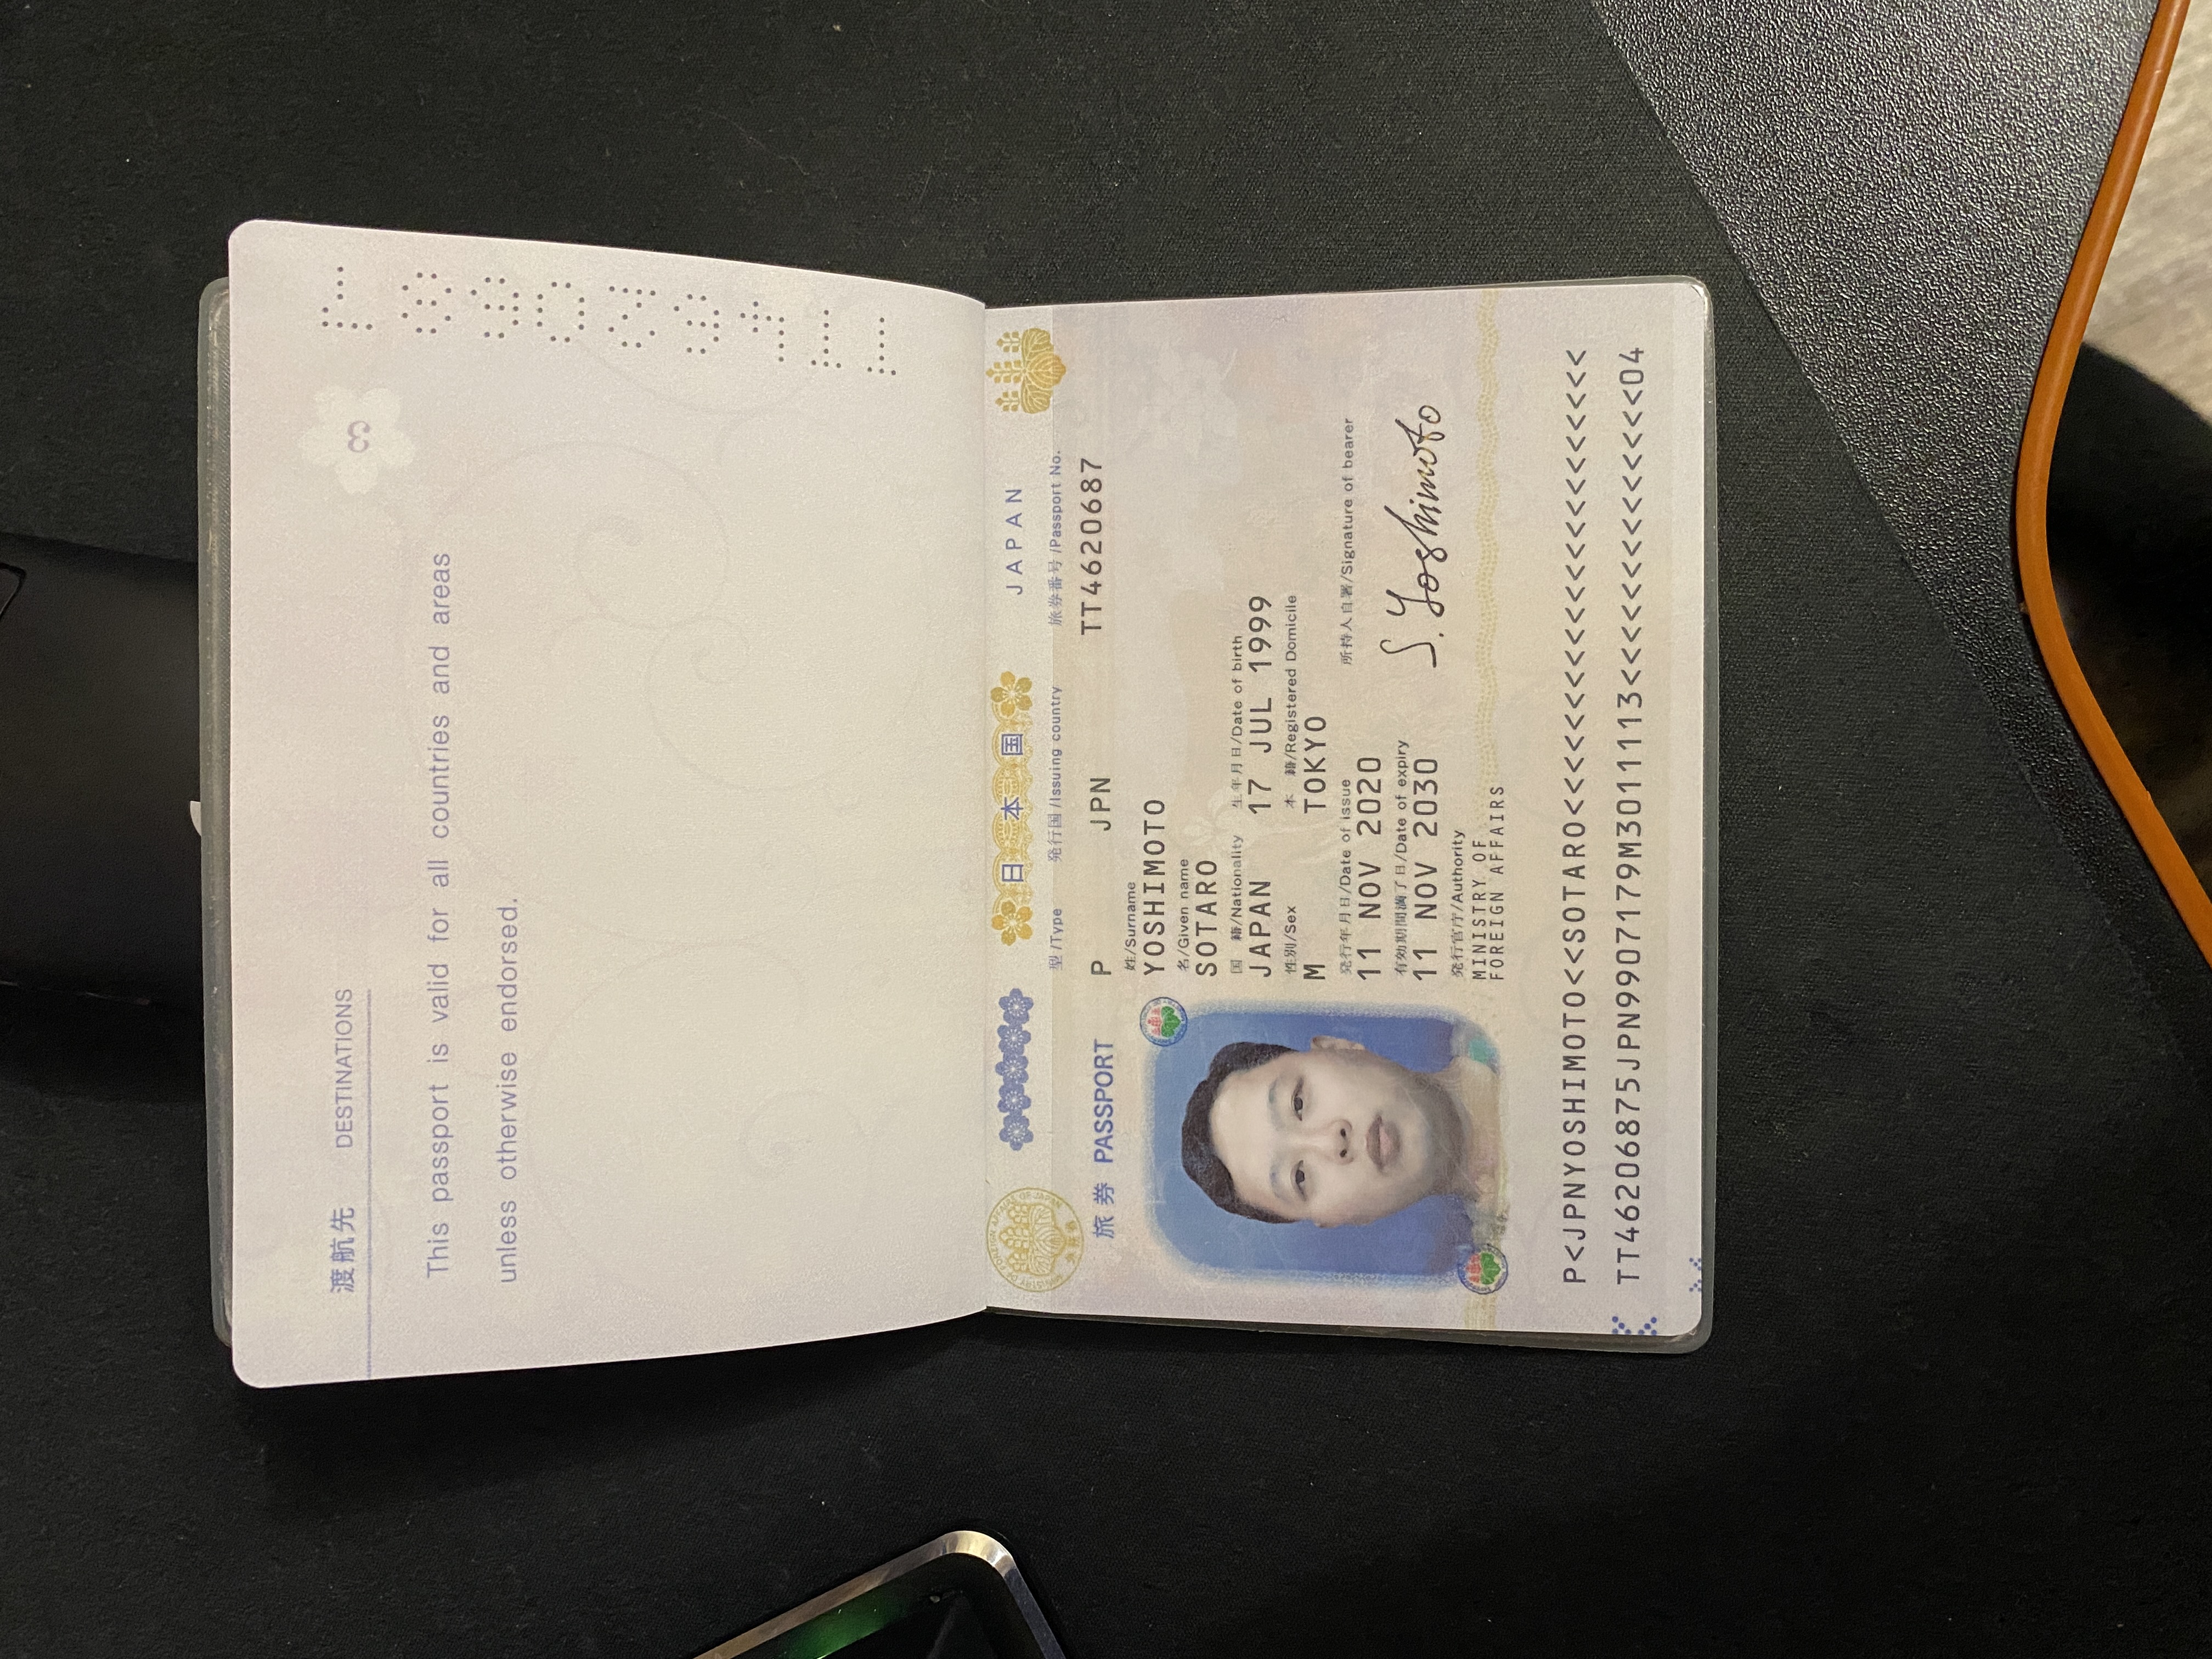 渡航先 DESTINATIONS
3
This passport is valid for all countries and areas
unless otherwise endorsed.
TT4620687
日本国 JAPAN
型/Type 発行国/Issuing country 旅券番号/Passport No.
旅券 PASSPORT P JPN TT4620687
姓/Surname
YOSHIMOTO
名/Given name
SOTARO
国 籍/Nationality 生年月日/Date of birth
JAPAN 17 JUL 1999
性別/Sex 本 籍/Registered Domicile
M TOKYO
発行年月日/Date of issue 所持人自署/Signature of bearer
11 NOV 2020
有効期間満了日/Date of expiry
11 NOV 2030
S. Yoshimoto
発行官庁/Authority
MINISTRY OF
FOREIGN AFFAIRS
P<JPNYOSHIMOTO<<SOTARO<<<<<<<<<<<<<<<<<<<<<<
TT46206875JPN9907179M3011113<<<<<<<<<<<<<<04